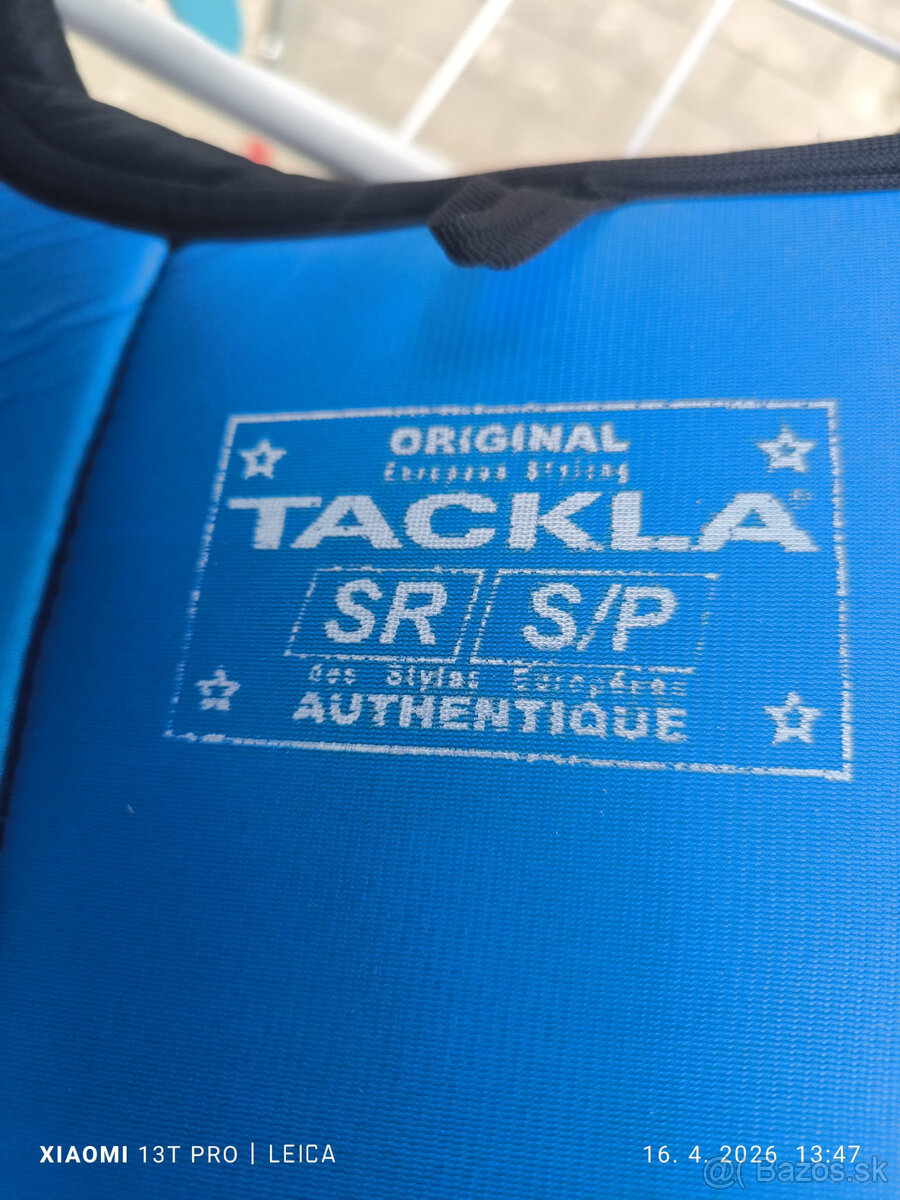 ORIGINAL
European Styling
TACKLA®
SR S/P
des Styles Européens
AUTHENTIQUE
XIAOMI 13T PRO | LEICA
16. 4. 2026 13:47
@ Bazos.sk